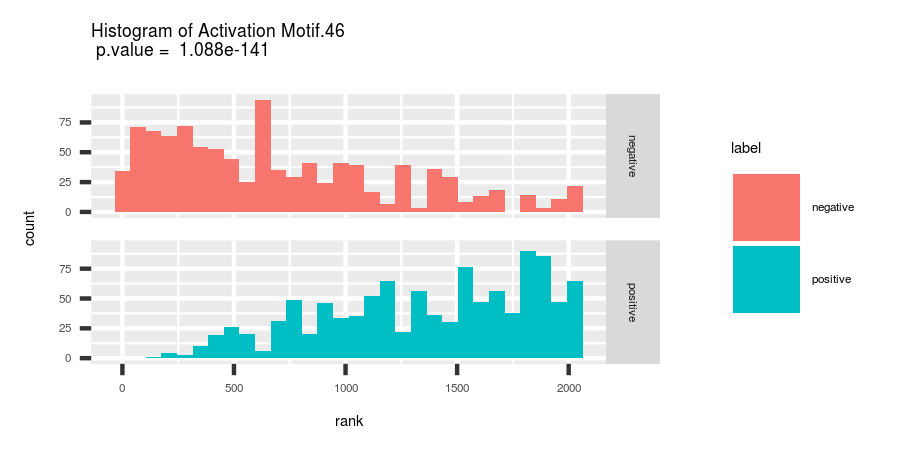 Histogram of Activation Motif.46
p.value =  1.088e-141
count
75
50
25
0
negative
75
50
25
0
positive
0 500 1000 1500 2000
rank
label
negative
positive